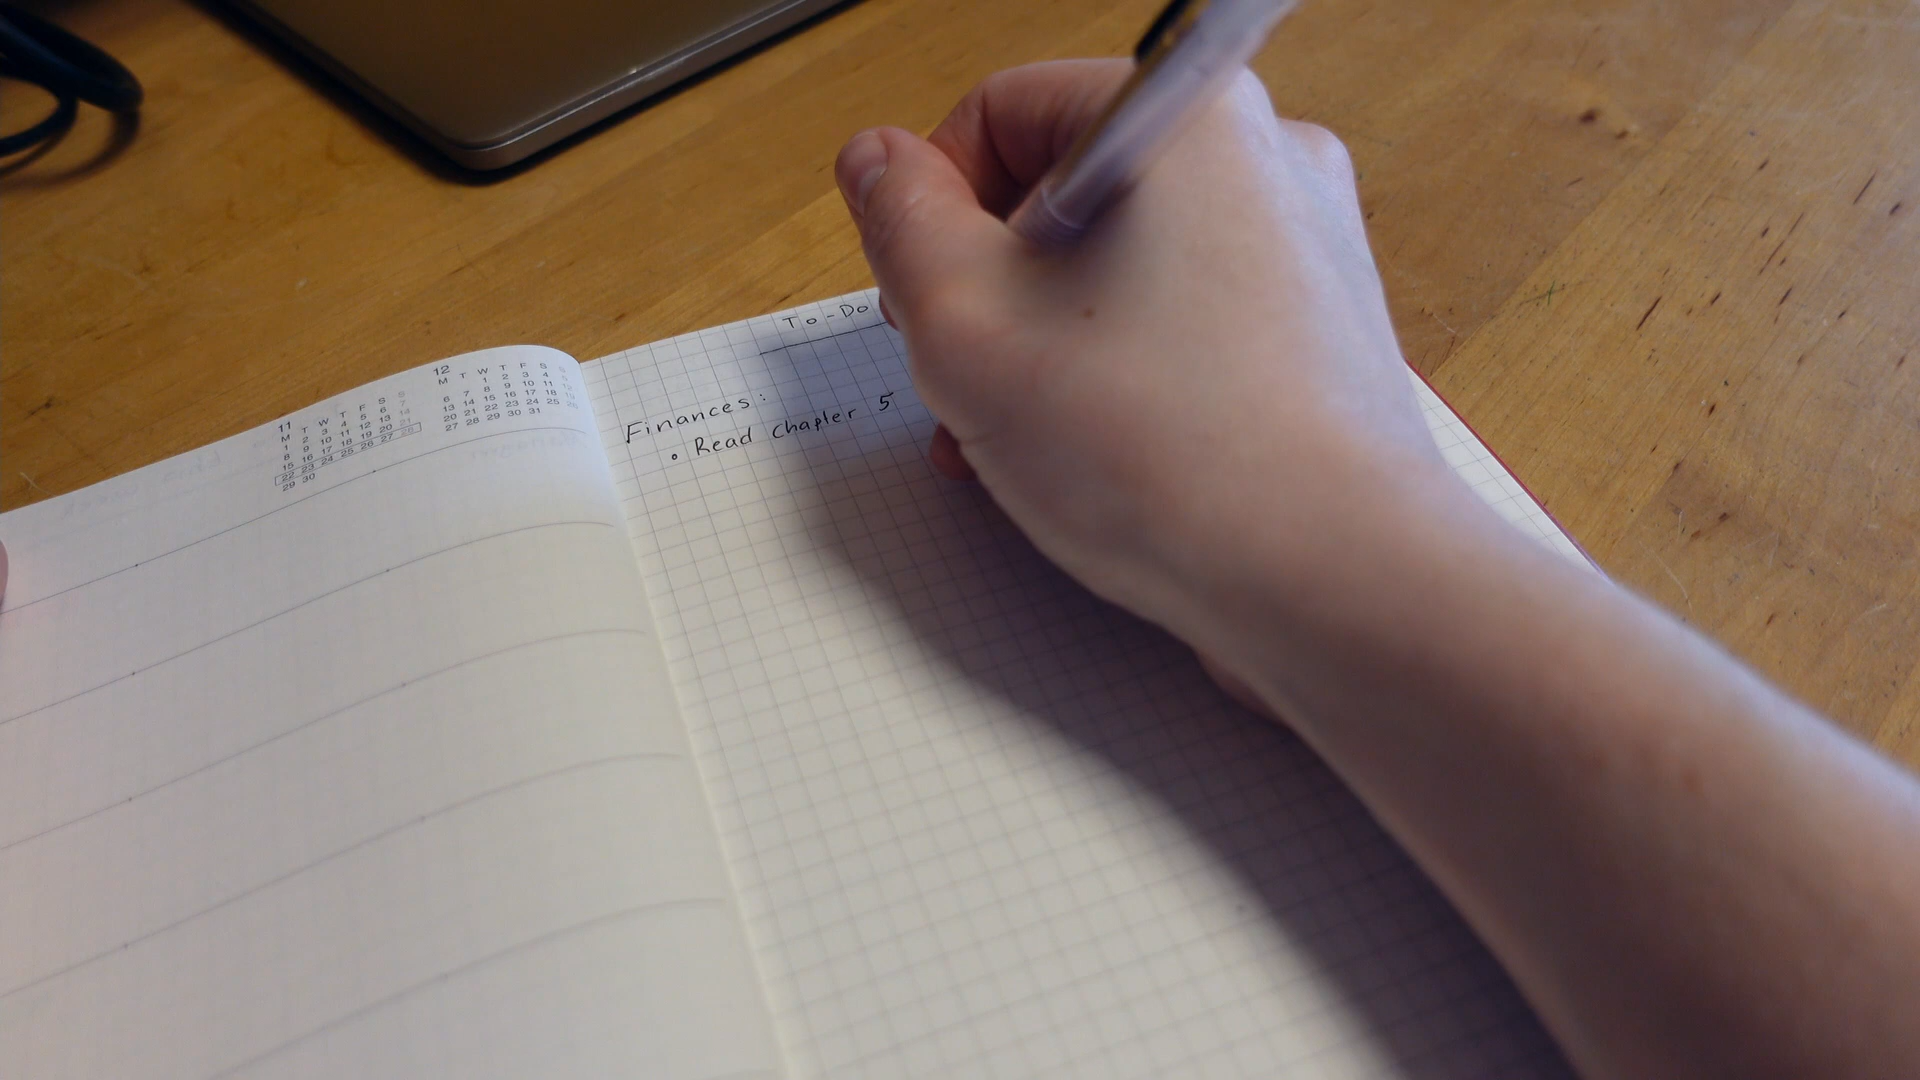 11
M T W T F S S
1 2 3 4 5 6 7
8 9 10 11 12 13 14
15 16 17 18 19 20 21
22 23 24 25 26 27 28
29 30
12
M T W T F S S
1 2 3 4 5
6 7 8 9 10 11 12
13 14 15 16 17 18 19
20 21 22 23 24 25 26
27 28 29 30 31
To-Do
Finances:
• Read chapter 5